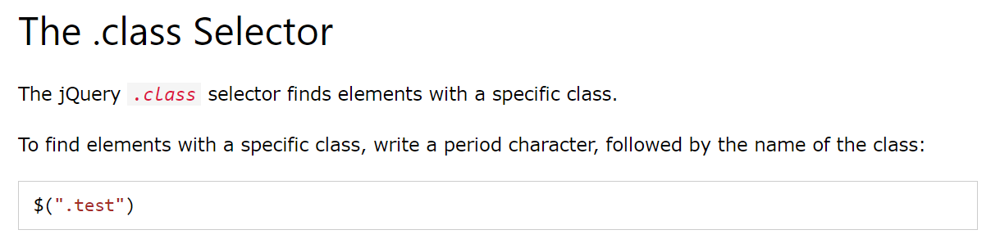 The .class Selector
The jQuery .class selector finds elements with a specific class.
To find elements with a specific class, write a period character, followed by the name of the class:
$(".test")